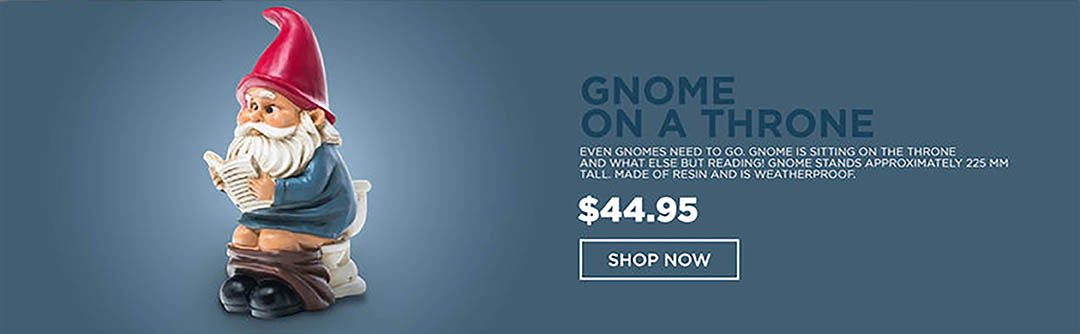 GNOME
ON A THRONE
EVEN GNOMES NEED TO GO. GNOME IS SITTING ON THE THRONE
AND WHAT ELSE BUT READING! GNOME STANDS APPROXIMATELY 225 MM
TALL. MADE OF RESIN AND IS WEATHERPROOF.
$44.95
SHOP NOW